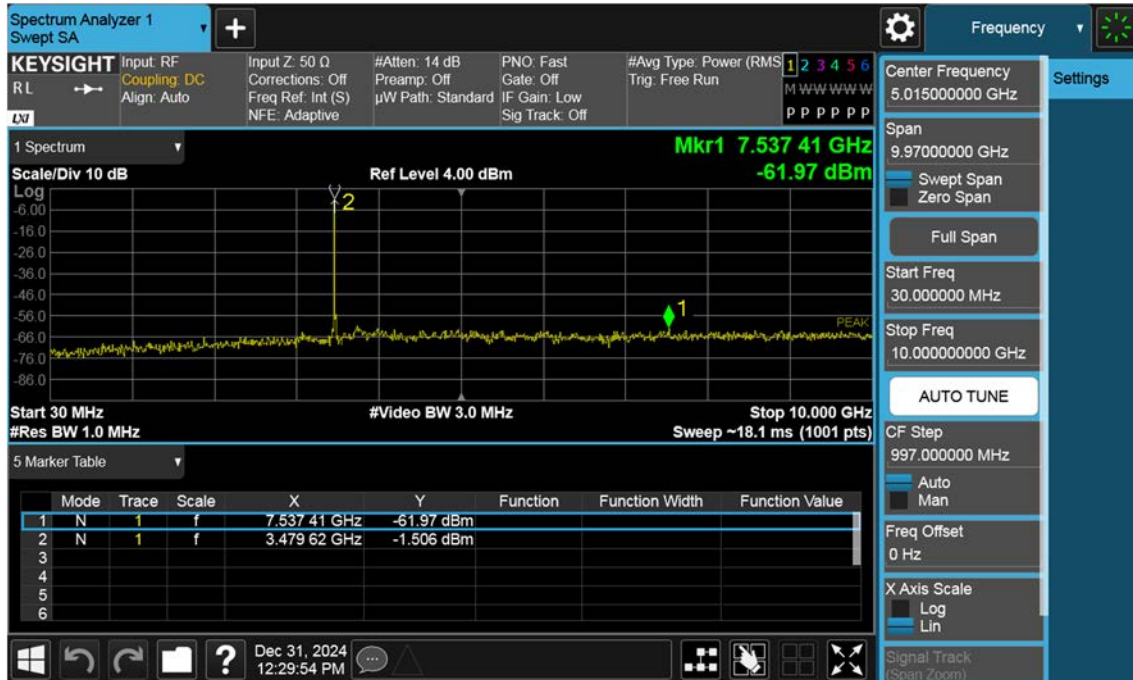 Spectrum Analyzer 1
Swept SA
Frequency
KEYSIGHT
RL
LXI
Input: RF
Coupling: DC
Align: Auto
Input Z: 50 Ω
Corrections: Off
Freq Ref: Int (S)
NFE: Adaptive
#Atten: 14 dB
Preamp: Off
µW Path: Standard
PNO: Fast
Gate: Off
IF Gain: Low
Sig Track: Off
#Avg Type: Power (RMS
Trig: Free Run
1 2 3 4 5 6
M W W W W W
P P P P P P
1 Spectrum
Scale/Div 10 dB
Ref Level 4.00 dBm
Mkr1 7.537 41 GHz
-61.97 dBm
Log
-6.00
-16.0
-26.0
-36.0
-46.0
-56.0
-66.0
-76.0
-86.0
2
1
PEAK
Start 30 MHz
#Video BW 3.0 MHz
Stop 10.000 GHz
#Res BW 1.0 MHz
Sweep ~18.1 ms (1001 pts)
5 Marker Table
Mode Trace Scale X Y Function Function Width Function Value
1 N 1 f 7.537 41 GHz -61.97 dBm
2 N 1 f 3.479 62 GHz -1.506 dBm
3
4
5
6
?
Dec 31, 2024
12:29:54 PM
Center Frequency
5.015000000 GHz
Span
9.97000000 GHz
Swept Span
Zero Span
Full Span
Start Freq
30.000000 MHz
Stop Freq
10.000000000 GHz
AUTO TUNE
CF Step
997.000000 MHz
Auto
Man
Freq Offset
0 Hz
X Axis Scale
Log
Lin
Signal Track
(Span Zoom)
Settings